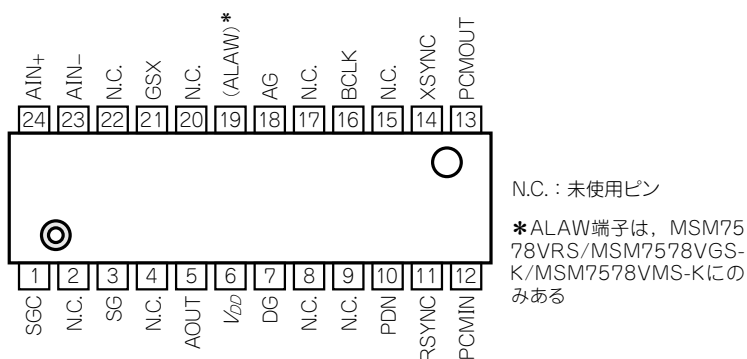 AIN+ AIN− N.C. GSX N.C. (ALAW)* AG N.C. BCLK N.C. XSYNC PCMOUT
24 23 22 21 20 19 18 17 16 15 14 13
1 2 3 4 5 6 7 8 9 10 11 12
SGC N.C. SG N.C. AOUT VDD DG N.C. N.C. PDN RSYNC PCMIN
N.C.：未使用ピン
*ALAW端子は，MSM75
78VRS/MSM7578VGS-
K/MSM7578VMS-Kにの
みある